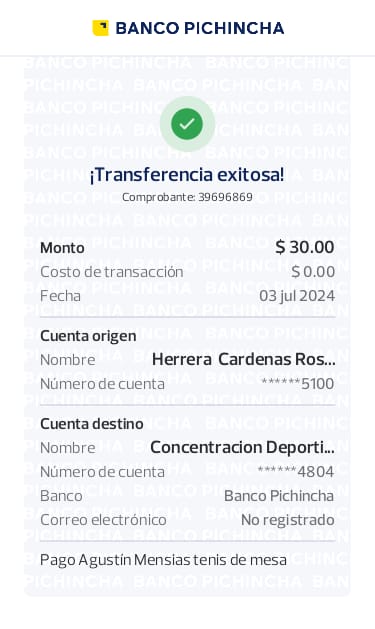 BANCO PICHINCHA
¡Transferencia exitosa!
Comprobante: 39696869
Monto $ 30.00
Costo de transacción $ 0.00
Fecha 03 jul 2024
Cuenta origen
Nombre Herrera Cardenas Ros...
Número de cuenta ******5100
Cuenta destino
Nombre Concentracion Deporti...
Número de cuenta ******4804
Banco Banco Pichincha
Correo electrónico No registrado
Pago Agustín Mensias tenis de mesa